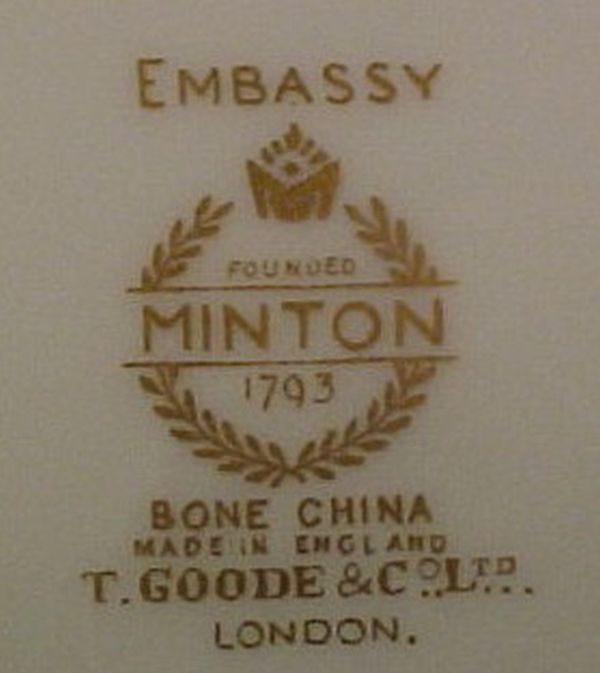 EMBASSY
FOUNDED
MINTON
1793
BONE CHINA
MADE IN ENGLAND
T. GOODE & Co. LTD..
LONDON.